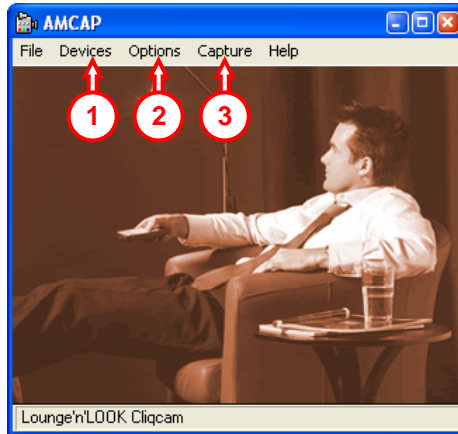 AMCAP
File Devices Options Capture Help
1 2 3
Lounge'n'LOOK Cliqcam